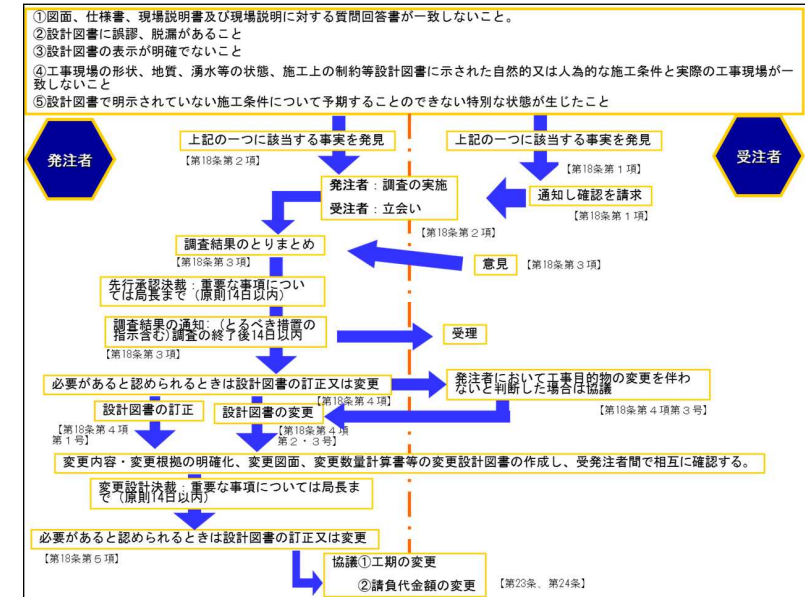 ①図面、仕様書、現場説明書及び現場説明に対する質問回答書が一致しないこと。
②設計図書に誤謬、脱漏があること
③設計図書の表示が明確でないこと
④工事現場の形状、地質、湧水等の状態、施工上の制約等設計図書に示された自然的又は人為的な施工条件と実際の工事現場が一
致しないこと
⑤設計図書で明示されていない施工条件について予期することのできない特別な状態が生じたこと
発注者
上記の一つに該当する事実を発見
【第18条第２項】
上記の一つに該当する事実を発見
【第18条第１項】
受注者
発注者：調査の実施
受注者：立会い
【第18条第２項】
通知し確認を請求
【第18条第１項】
調査結果のとりまとめ
【第18条第３項】
意見
【第18条第３項】
先行承認決裁：重要な事項につい
ては局長まで（原則14日以内）
調査結果の通知：（とるべき措置の
指示含む）調査の終了後14日以内
【第18条第３項】
受理
必要があると認められるときは設計図書の訂正又は変更
【第18条第４項】
発注者において工事目的物の変更を伴わ
ないと判断した場合は協議
【第18条第４項第３号】
設計図書の訂正
【第18条第４項
第１号】
設計図書の変更
【第18条第４項
第２・３号】
変更内容・変更根拠の明確化、変更図面、変更数量計算書等の変更設計図書の作成し、受発注者間で相互に確認する。
変更設計決裁：重要な事項については局長ま
で（原則14日以内）
必要があると認められるときは設計図書の訂正又は変更
【第18条第５項】
協議①工期の変更
②請負代金額の変更
【第23条、第24条】